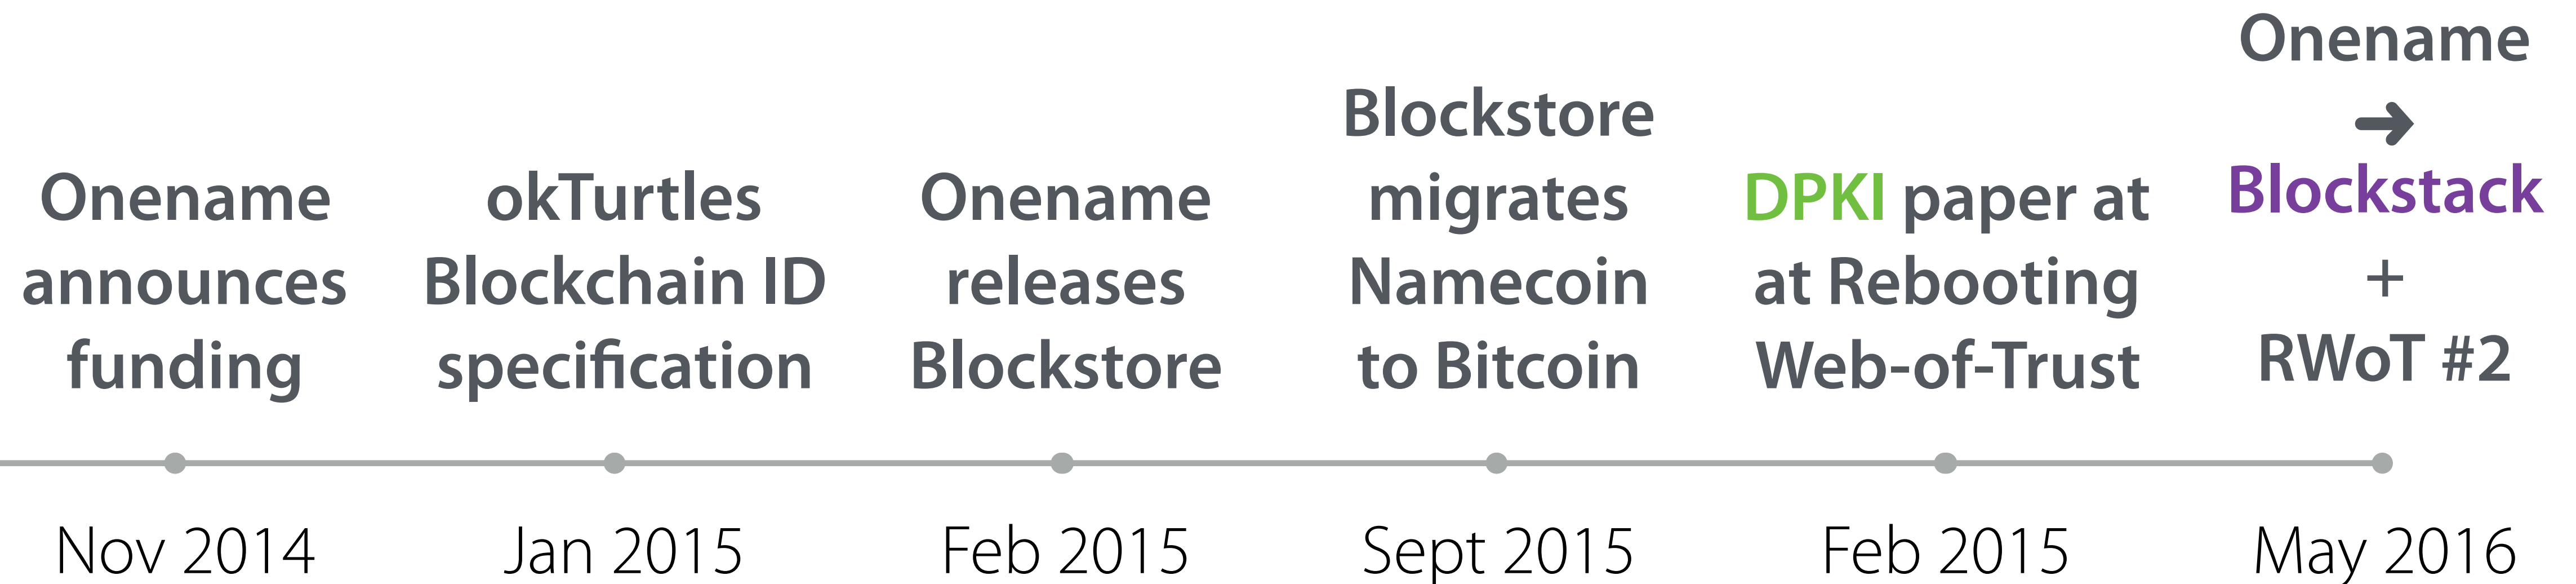 Onename
announces
funding
Nov 2014
okTurtles
Blockchain ID
specification
Jan 2015
Onename
releases
Blockstore
Feb 2015
Blockstore
migrates
Namecoin
to Bitcoin
Sept 2015
DPKI paper at
at Rebooting
Web-of-Trust
Feb 2015
Onename
➔
Blockstack
+
RWoT #2
May 2016